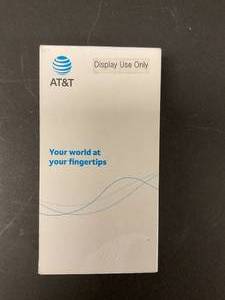 AT&T
Display Use Only
Your world at
your fingertips